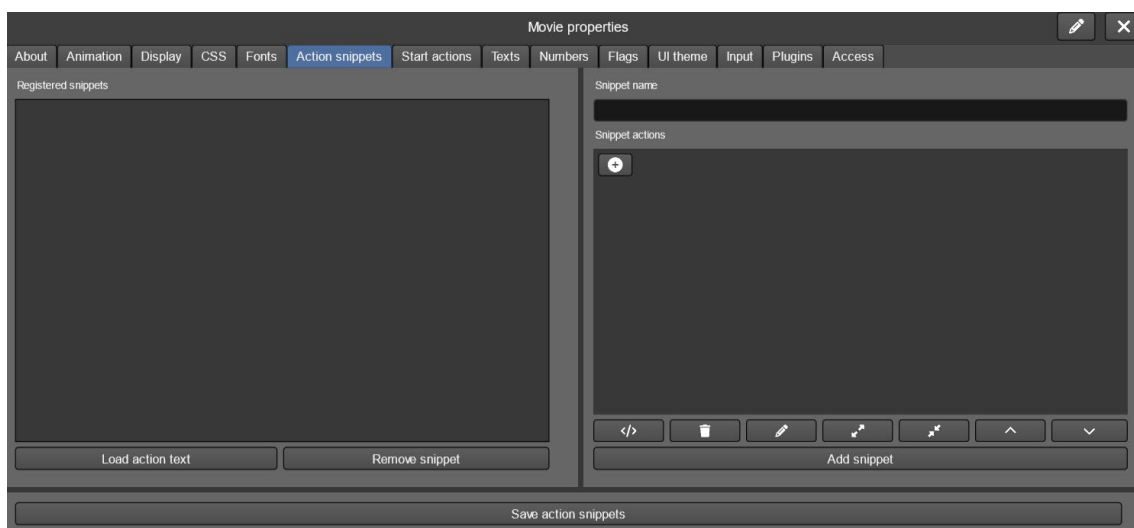 Movie properties
About Animation Display CSS Fonts Action snippets Start actions Texts Numbers Flags UI theme Input Plugins Access
Registered snippets
Snippet name
Snippet actions
</>
Load action text Remove snippet Add snippet
Save action snippets